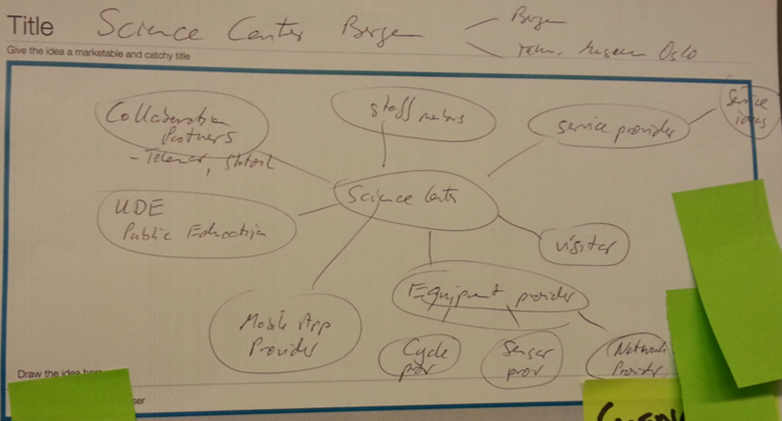 Title Science Center Bergen
Bergen
Museum Oslo
Give the idea a marketable and catchy title
Collaboration
Partners
- Telenor, Statoil
staff
service provider
Service
ideas
UDE
Public Education
Science Center
visitor
Equipment provider
Mobile App
Provider
Cycle
prov
Sensor
prov
Network
Provider
Draw the idea
ser